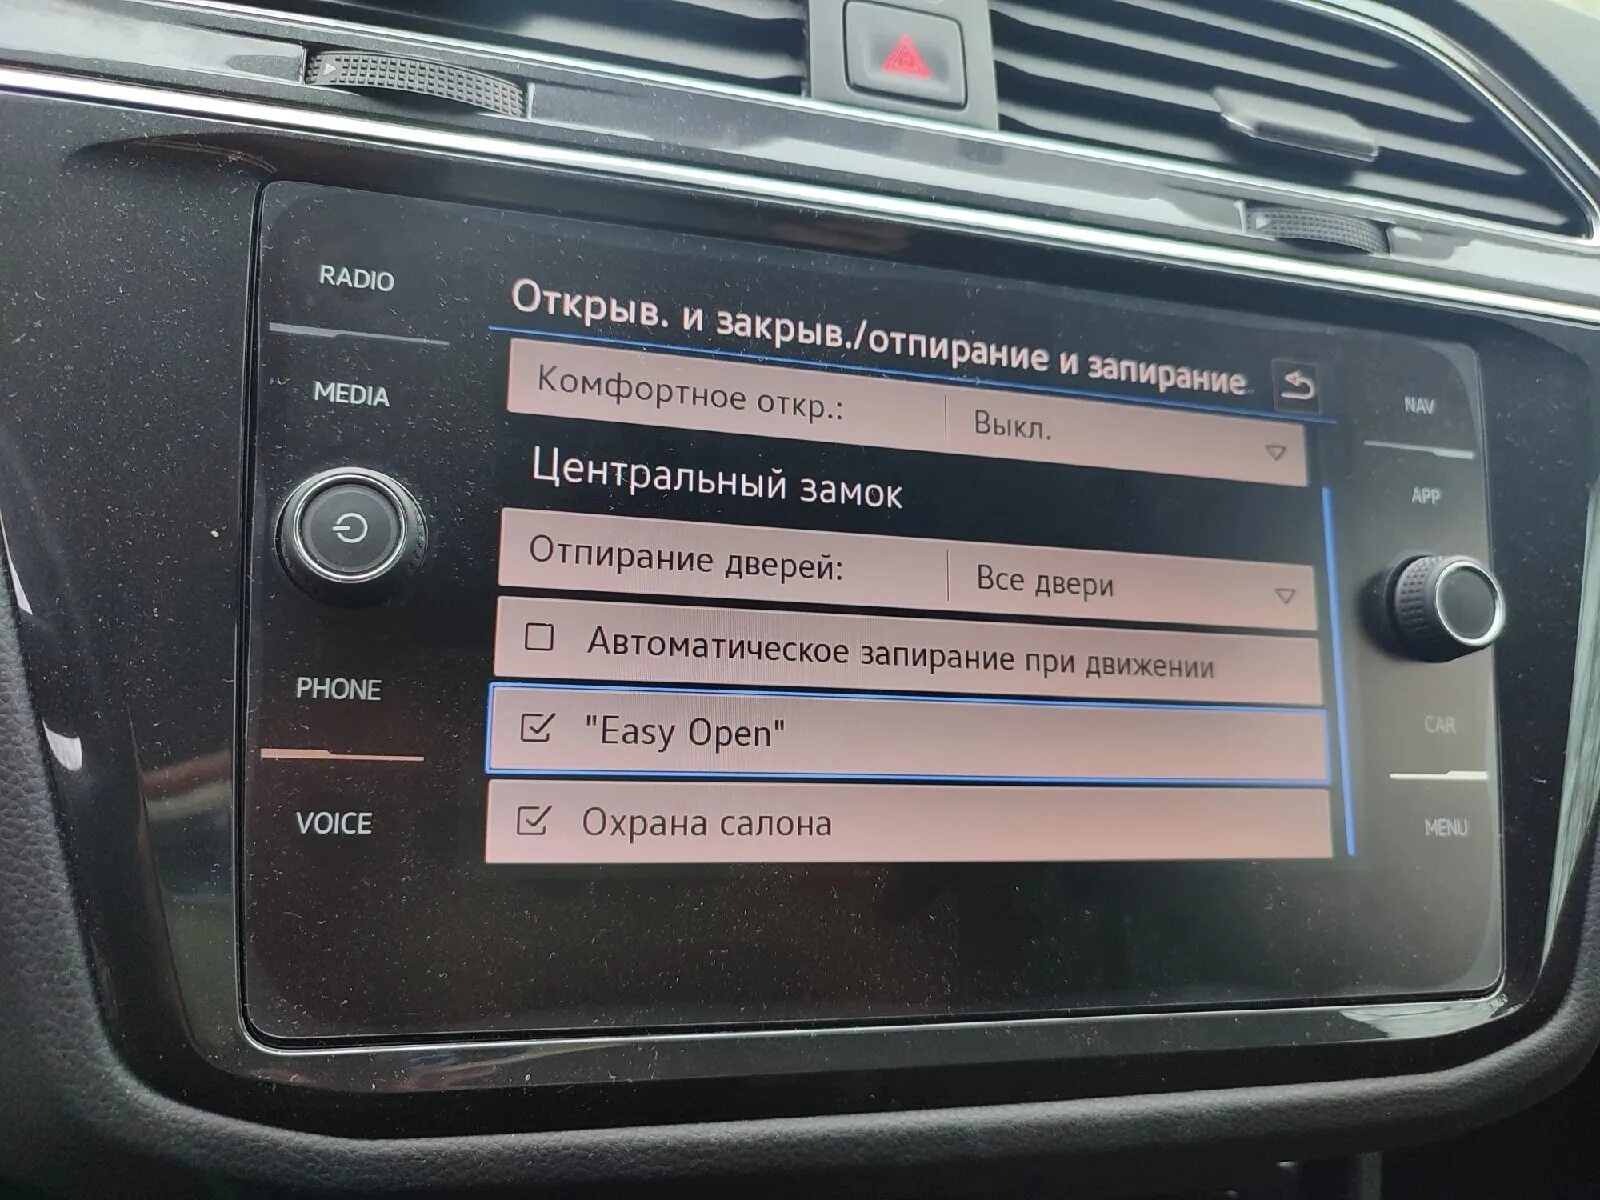 RADIO
MEDIA
PHONE
VOICE
Открыв. и закрыв./отпирание и запирание
Комфортное откр.: Выкл.
Центральный замок
Отпирание дверей: Все двери
Автоматическое запирание при движении
"Easy Open"
Охрана салона
NAV
APP
CAR
MENU